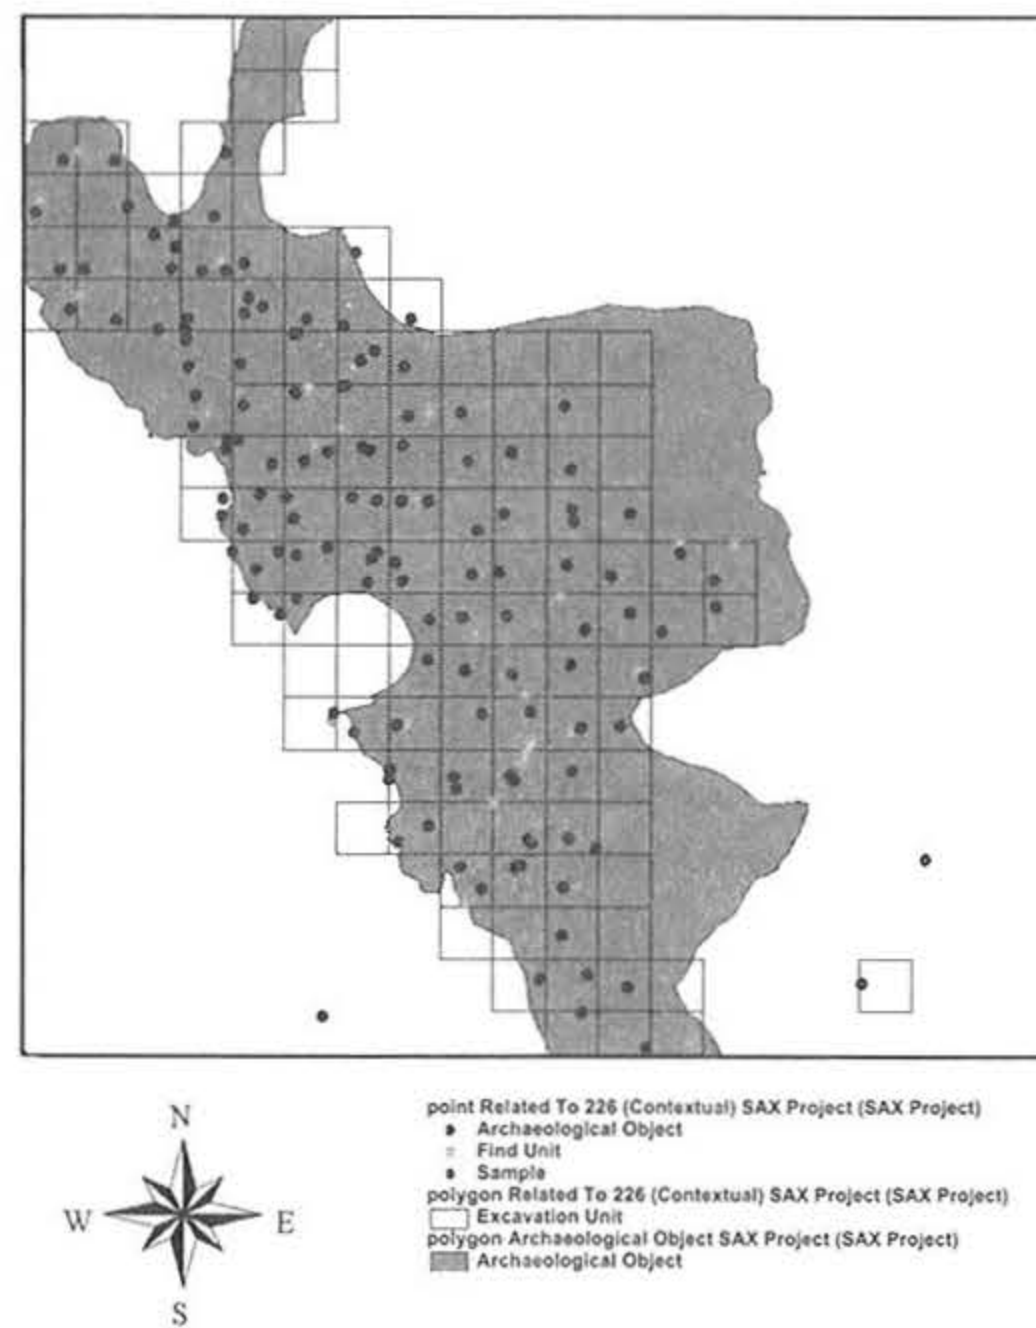 N
W
E
S
point Related To 226 (Contextual) SAX Project (SAX Project)
Archaeological Object
Find Unit
Sample
polygon Related To 226 (Contextual) SAX Project (SAX Project)
Excavation Unit
polygon Archaeological Object SAX Project (SAX Project)
Archaeological Object